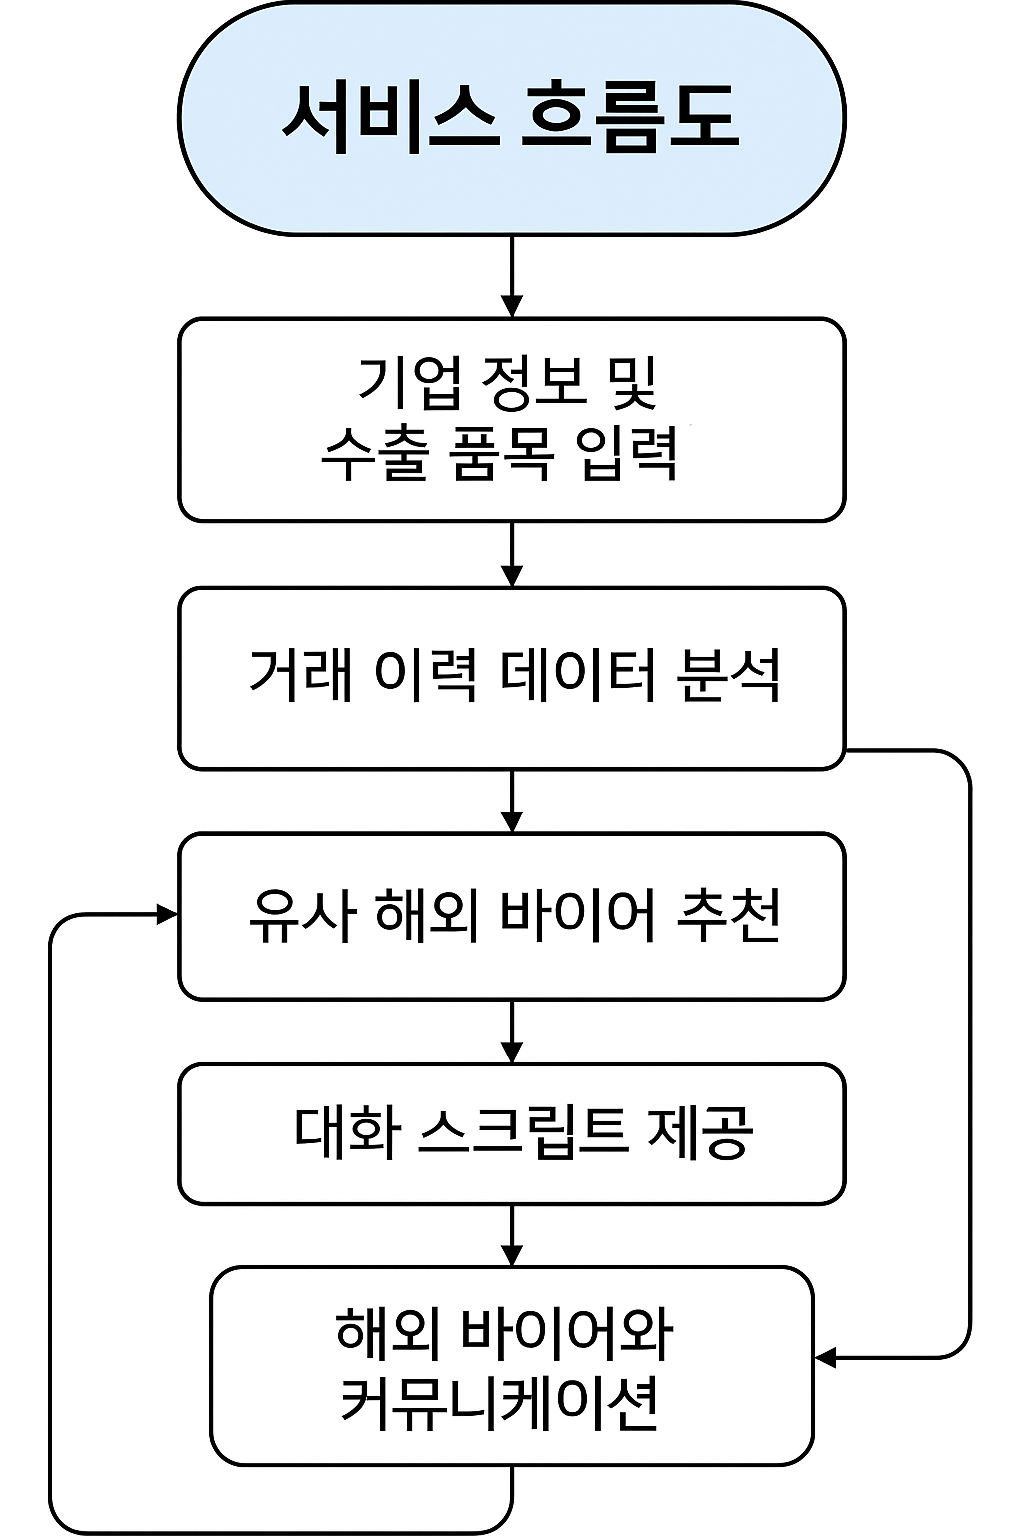 서비스 흐름도
기업 정보 및
수출 품목 입력
거래 이력 데이터 분석
유사 해외 바이어 추천
대화 스크립트 제공
해외 바이어와
커뮤니케이션